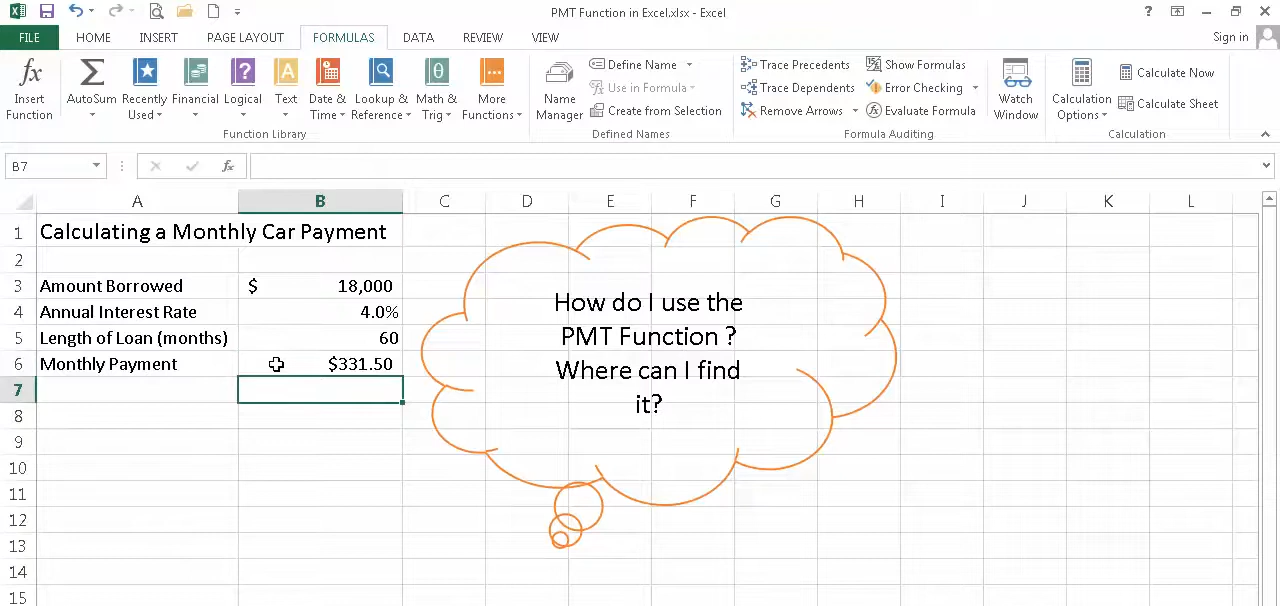 PMT Function in Excel.xlsx - Excel
?
FILE HOME INSERT PAGE LAYOUT FORMULAS DATA REVIEW VIEW Sign in
fx Insert Function
Σ AutoSum
Recently Used
Financial
? Logical
A Text
Date & Time
Lookup & Reference
θ Math & Trig
More Functions
Function Library
Name Manager
Define Name
Use in Formula
Create from Selection
Defined Names
Trace Precedents
Trace Dependents
Remove Arrows
Show Formulas
Error Checking
Evaluate Formula
Formula Auditing
Watch Window
Calculation Options
Calculate Now
Calculate Sheet
Calculation
B7 fx
A B C D E F G H I J K L
1 Calculating a Monthly Car Payment
2
3 Amount Borrowed $ 18,000
4 Annual Interest Rate 4.0%
5 Length of Loan (months) 60
6 Monthly Payment $331.50
7
8
9
10
11
12
13
14
15
How do I use the
PMT Function ?
Where can I find
it?